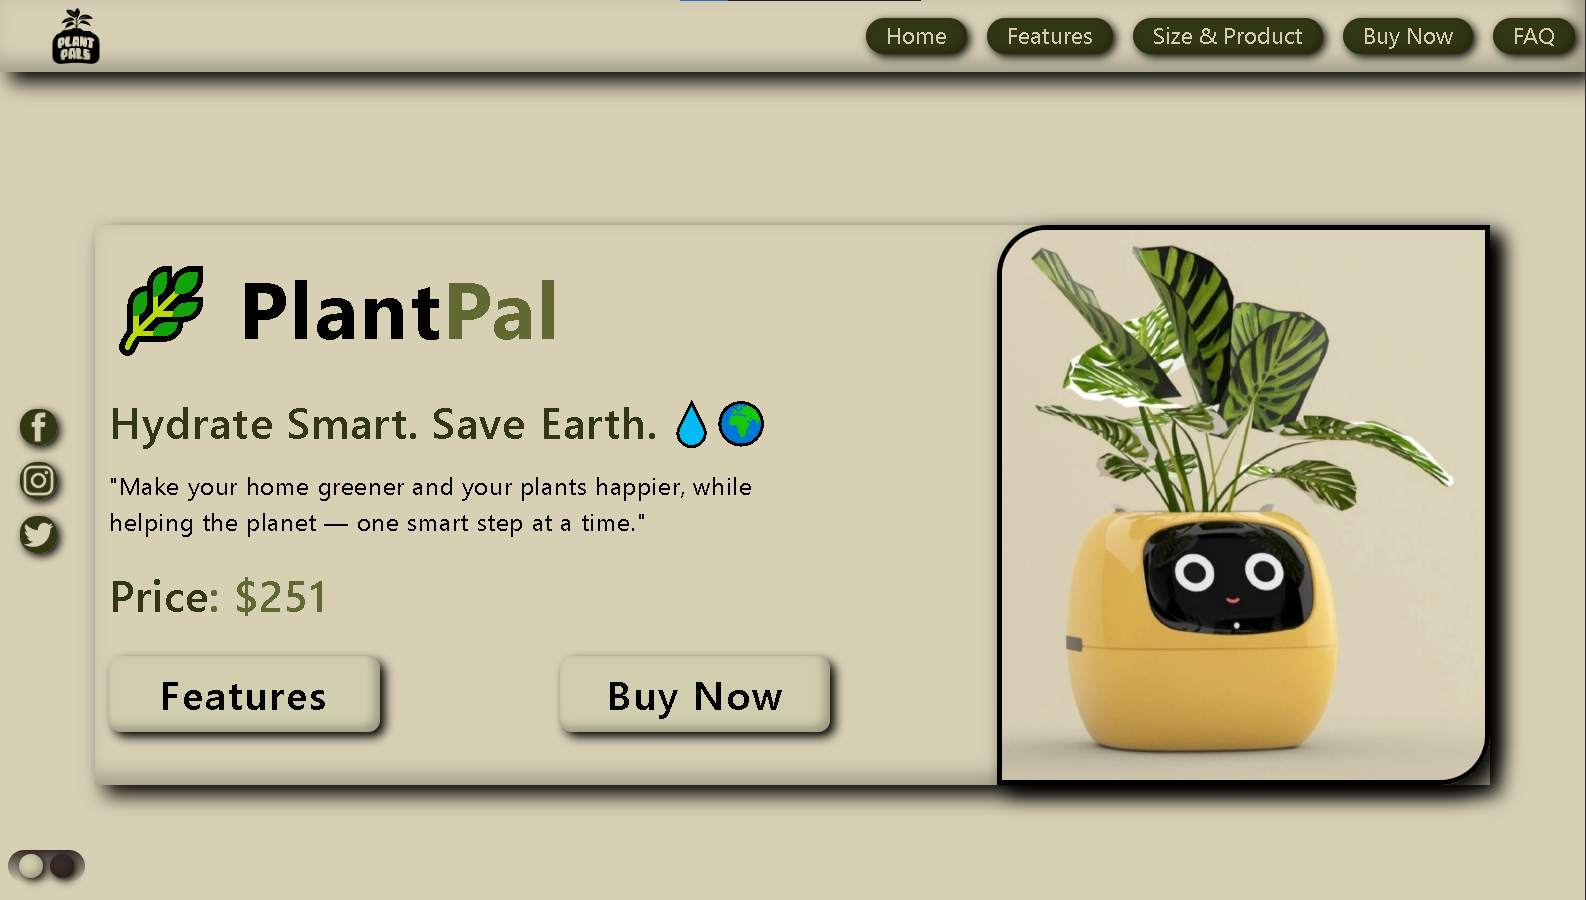 PLANT
PALS
Home
Features
Size & Product
Buy Now
FAQ
PlantPal
Hydrate Smart. Save Earth. 💧🌍
"Make your home greener and your plants happier, while
helping the planet — one smart step at a time."
Price: $251
Features
Buy Now